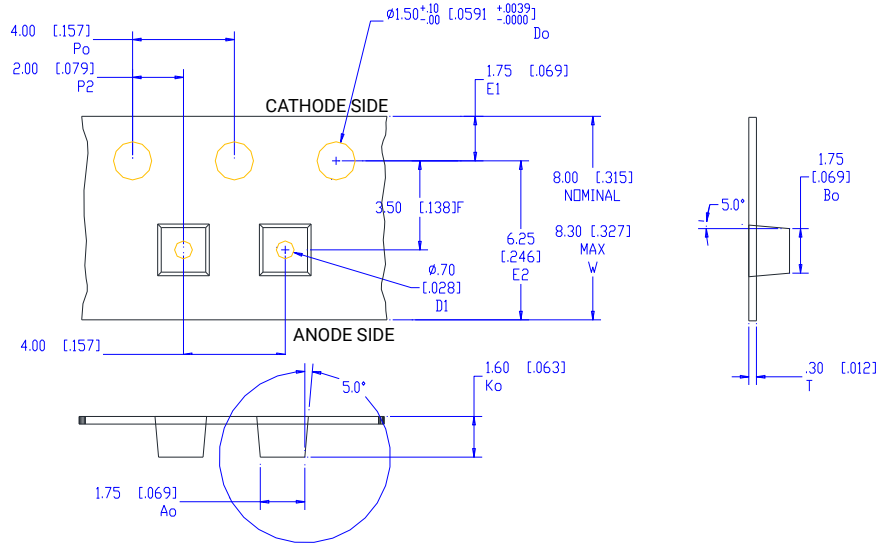 4.00 [.157]
Po
2.00 [.079]
P2
ø1.50 +.10 -.00 [.0591 +.0039 -.0000]
Do
1.75 [.069]
E1
CATHODE SIDE
3.50 [.138]F
8.00 [.315]
NOMINAL
8.30 [.327]
MAX
W
6.25
[.246]
E2
ø.70
[.028]
D1
ANODE SIDE
4.00 [.157]
1.75
[.069]
Bo
5.0°
.30 [.012]
T
1.60 [.063]
Ko
5.0°
1.75 [.069]
Ao